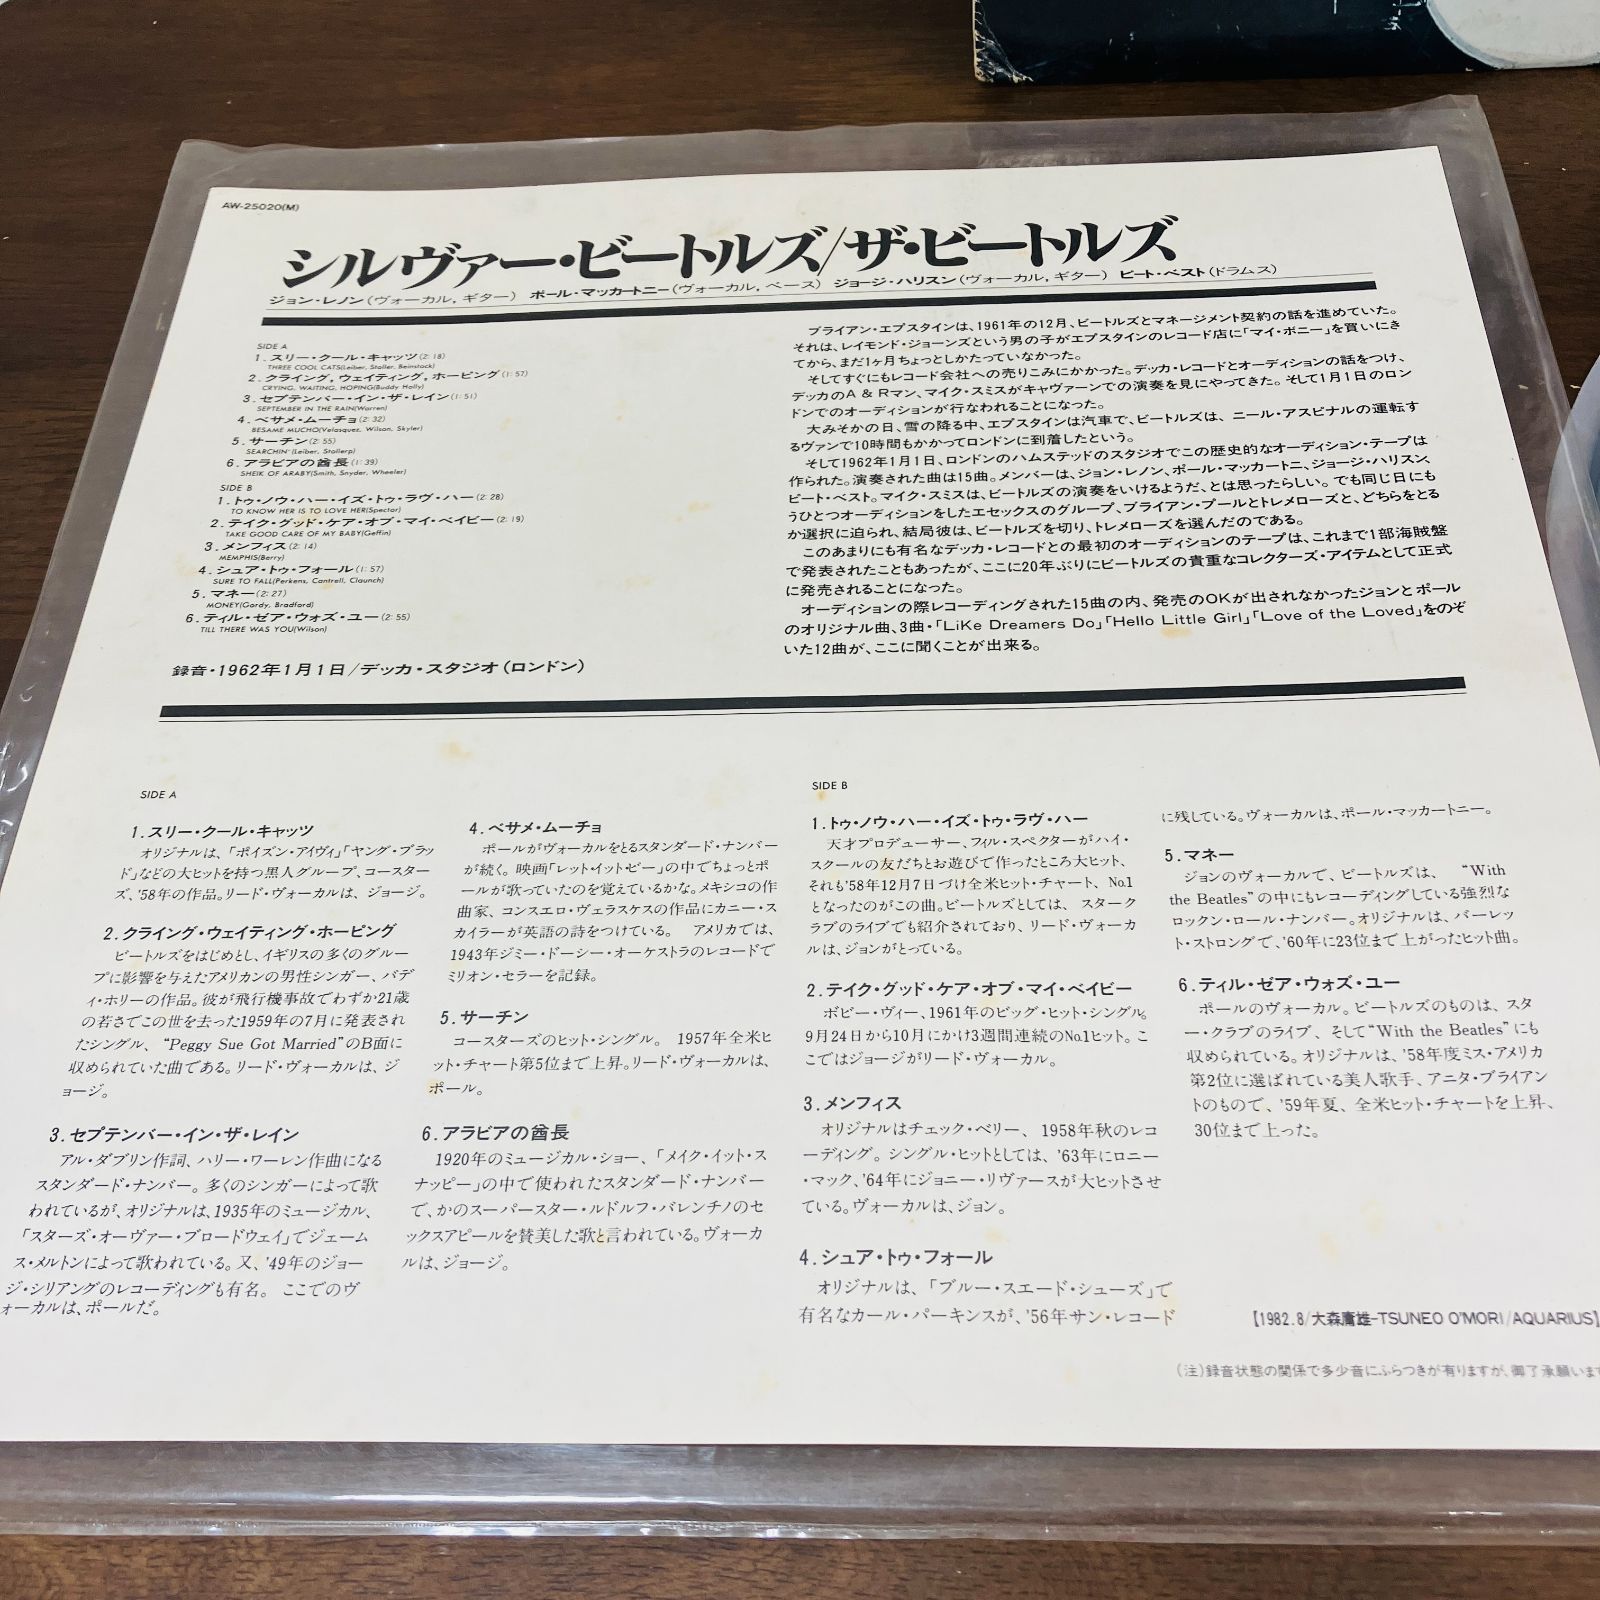 AW-25020(M)
シルヴァー・ビートルズ/ザ・ビートルズ
ジョン・レノン(ヴォーカル, ギター) ポール・マッカートニー(ヴォーカル, ベース) ジョージ・ハリスン(ヴォーカル, ギター) ピート・ベスト(ドラムス)
SIDE A
1. スリー・クール・キャッツ(2:18)
THREE COOL CATS(Leiber, Stoller, Beinstock)
2. クライング, ウェイティング, ホーピング(1:57)
CRYING, WAITING, HOPING(Buddy Holly)
3. セプテンバー・イン・ザ・レイン(1:51)
SEPTEMBER IN THE RAIN(Warren)
4. ベサメ・ムーチョ(2:32)
BESAME MUCHO(Velasquez, Wilson, Skyler)
5. サーチン(2:55)
SEARCHIN'(Leiber, Stollerp)
6. アラビアの酋長(1:39)
SHEIK OF ARABY(Smith, Snyder, Wheeler)
SIDE B
1. トゥ・ノウ・ハー・イズ・トゥ・ラヴ・ハー(2:28)
TO KNOW HER IS TO LOVE HER(Spector)
2. テイク・グッド・ケア・オブ・マイ・ベイビー(2:19)
TAKE GOOD CARE OF MY BABY(Geffin)
3. メンフィス(2:14)
MEMPHIS(Berry)
4. シュア・トゥ・フォール(1:57)
SURE TO FALL(Perkens, Cantrell, Claunch)
5. マネー(2:27)
MONEY(Gordy, Bradford)
6. ティル・ゼア・ウォズ・ユー(2:55)
TILL THERE WAS YOU(Wilson)
録音・1962年1月1日/デッカ・スタジオ(ロンドン)
ブライアン・エプスタインは、1961年の12月、ビートルズとマネージメント契約の話を進めていた。
それは、レイモンド・ジョーンズという男の子がエプスタインのレコード店に「マイ・ボニー」を買いにき
てから、まだ1ヶ月ちょっとしかたっていなかった。
そしてすぐにもレコード会社への売りこみにかかった。デッカ・レコードとオーディションの話をつけ、
デッカのA & Rマン、マイク・スミスがキャヴァーンでの演奏を見にやってきた。そして1月1日のロン
ドンでのオーディションが行なわれることになった。
大みそかの日、雪の降る中、エプスタインは汽車で、ビートルズは、ニール・アスピナルの運転す
るヴァンで10時間もかかってロンドンに到着したという。
そして1962年1月1日、ロンドンのハムステッドのスタジオでこの歴史的なオーディション・テープは
作られた。演奏された曲は15曲。メンバーは、ジョン・レノン、ポール・マッカートニ、ジョージ・ハリスン、
ピート・ベスト。マイク・スミスは、ビートルズの演奏をいけるようだ、とは思ったらしい。でも同じ日にも
うひとつオーディションをしたエセックスのグループ、ブライアン・プールとトレメローズと、どちらをとる
か選択に迫られ、結局彼は、ビートルズを切り、トレメローズを選んだのである。
このあまりにも有名なデッカ・レコードとの最初のオーディションのテープは、これまで1部海賊盤
で発表されたこともあったが、ここに20年ぶりにビートルズの貴重なコレクターズ・アイテムとして正式
に発売されることになった。
オーディションの際レコーディングされた15曲の内、発売のOKが出されなかったジョンとポール
のオリジナル曲、3曲・「LiKe Dreamers Do」「Hello Little Girl」「Love of the Loved」をのぞ
いた12曲が、ここに聞くことが出来る。
SIDE A
1. スリー・クール・キャッツ
オリジナルは、「ポイズン・アイヴィ」「ヤング・ブラッ
ド」などの大ヒットを持つ黒人グループ、コースター
ズ、'58年の作品。リード・ヴォーカルは、ジョージ。
2. クライング・ウェイティング・ホーピング
ビートルズをはじめとし、イギリスの多くのグルー
プに影響を与えたアメリカンの男性シンガー、バデ
ィ・ホリーの作品。彼が飛行機事故でわずか21歳
の若さでこの世を去った1959年の7月に発表され
たシングル、“Peggy Sue Got Married”のB面に
収められていた曲である。リード・ヴォーカルは、ジ
ョージ。
3. セプテンバー・イン・ザ・レイン
アル・ダブリン作詞、ハリー・ワーレン作曲になる
スタンダード・ナンバー。多くのシンガーによって歌
われているが、オリジナルは、1935年のミュージカル、
「スターズ・オーヴァー・ブロードウェイ」でジェーム
ス・メルトンによって歌われている。又、'49年のジョー
ジ・シリアングのレコーディングも有名。ここでのヴ
ォーカルは、ポールだ。
4. ベサメ・ムーチョ
ポールがヴォーカルをとるスタンダード・ナンバー
が続く。映画「レット・イット・ビー」の中でちょっとポ
ールが歌っていたのを覚えているかな。メキシコの作
曲家、コンスエロ・ヴェラスケスの作品にカニー・ス
カイラーが英語の詩をつけている。 アメリカでは、
1943年ジミー・ドーシー・オーケストラのレコードで
ミリオン・セラーを記録。
5. サーチン
コースターズのヒット・シングル。 1957年全米ヒ
ット・チャート第5位まで上昇。リード・ヴォーカルは、
ポール。
6. アラビアの酋長
1920年のミュージカル・ショー、「メイク・イット・ス
ナッピー」の中で使われたスタンダード・ナンバー
で、かのスーパースター・ルドルフ・バレンチノのセ
ックスアピールを賛美した歌と言われている。ヴォーカ
ルは、ジョージ。
SIDE B
1. トゥ・ノウ・ハー・イズ・トゥ・ラヴ・ハー
天才プロデューサー、フィル・スペクターがハイ・
スクールの友だちとお遊びで作ったところ大ヒット、
それも'58年12月7日づけ全米ヒット・チャート、No.1
となったのがこの曲。ビートルズとしては、スターク
ラブのライブでも紹介されており、リード・ヴォーカ
ルは、ジョンがとっている。
2. テイク・グッド・ケア・オブ・マイ・ベイビー
ボビー・ヴィー、1961年のビッグ・ヒット・シングル。
9月24日から10月にかけ3週間連続のNo.1ヒット。こ
こではジョージがリード・ヴォーカル。
3. メンフィス
オリジナルはチェック・ベリー、1958年秋のレコ
ーディング。シングル・ヒットとしては、'63年にロニー
・マック、'64年にジョニー・リヴァースが大ヒットさせ
ている。ヴォーカルは、ジョン。
4. シュア・トゥ・フォール
オリジナルは、「ブルー・スエード・シューズ」で
有名なカール・パーキンスが、'56年サン・レコード
に残している。ヴォーカルは、ポール・マッカートニー。
5. マネー
ジョンのヴォーカルで、ビートルズは、“With
the Beatles”の中にもレコーディングしている強烈な
ロックン・ロール・ナンバー。オリジナルは、バーレッ
ト・ストロングで、'60年に23位まで上がったヒット曲。
6. ティル・ゼア・ウォズ・ユー
ポールのヴォーカル。ビートルズのものは、スタ
ー・クラブのライブ、そして“With the Beatles”にも
収められている。オリジナルは、'58年度ミス・アメリカ
第2位に選ばれている美人歌手、アニタ・ブライアン
トのもので、'59年夏、全米ヒット・チャートを上昇、
30位まで上った。
【1982.8/大森庸雄-TSUNEO O'MORI/AQUARIUS】
(注)録音状態の関係で多少音にふらつきが有りますが、御了承願いま